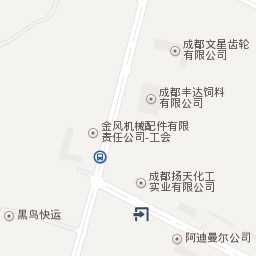 成都文星齿轮
有限公司
成都丰达饲料
有限公司
金风机械配件有限
责任公司-工会
成都扬天化工
实业有限公司
黑鸟快运
阿迪曼尔公司